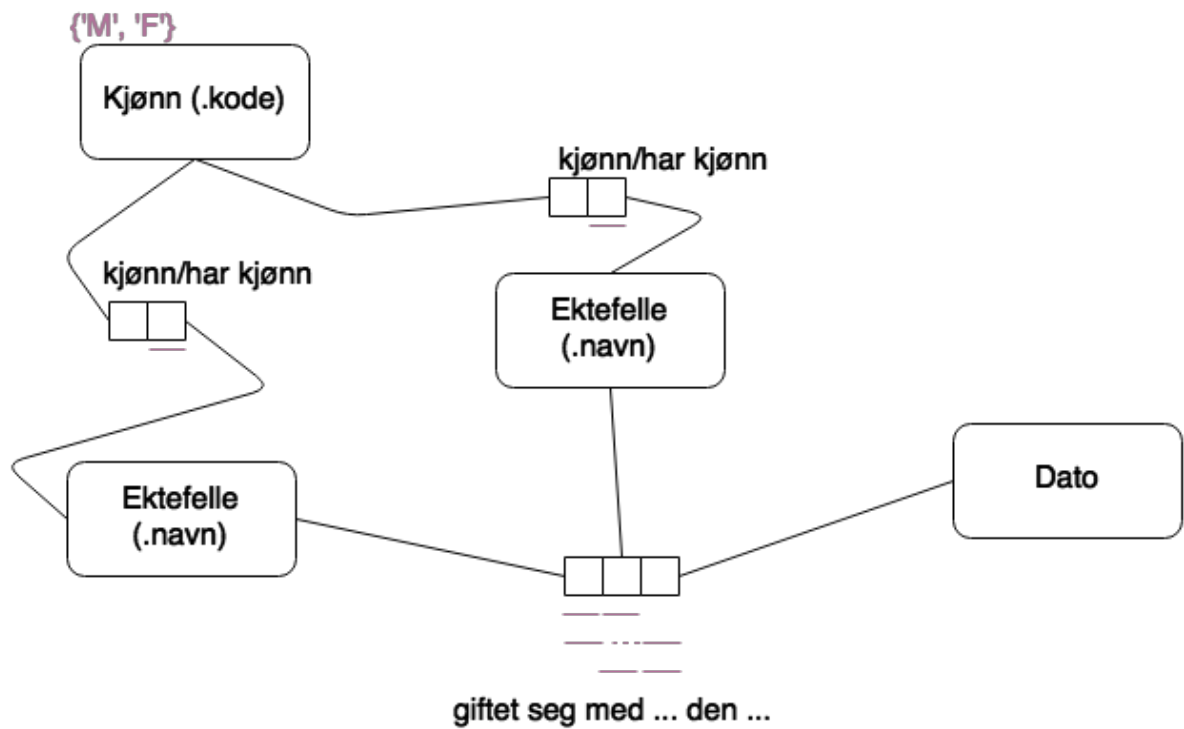 {'M', 'F'}
Kjønn (.kode)
kjønn/har kjønn
kjønn/har kjønn
Ektefelle
(.navn)
Ektefelle
(.navn)
Dato
giftet seg med ... den ...